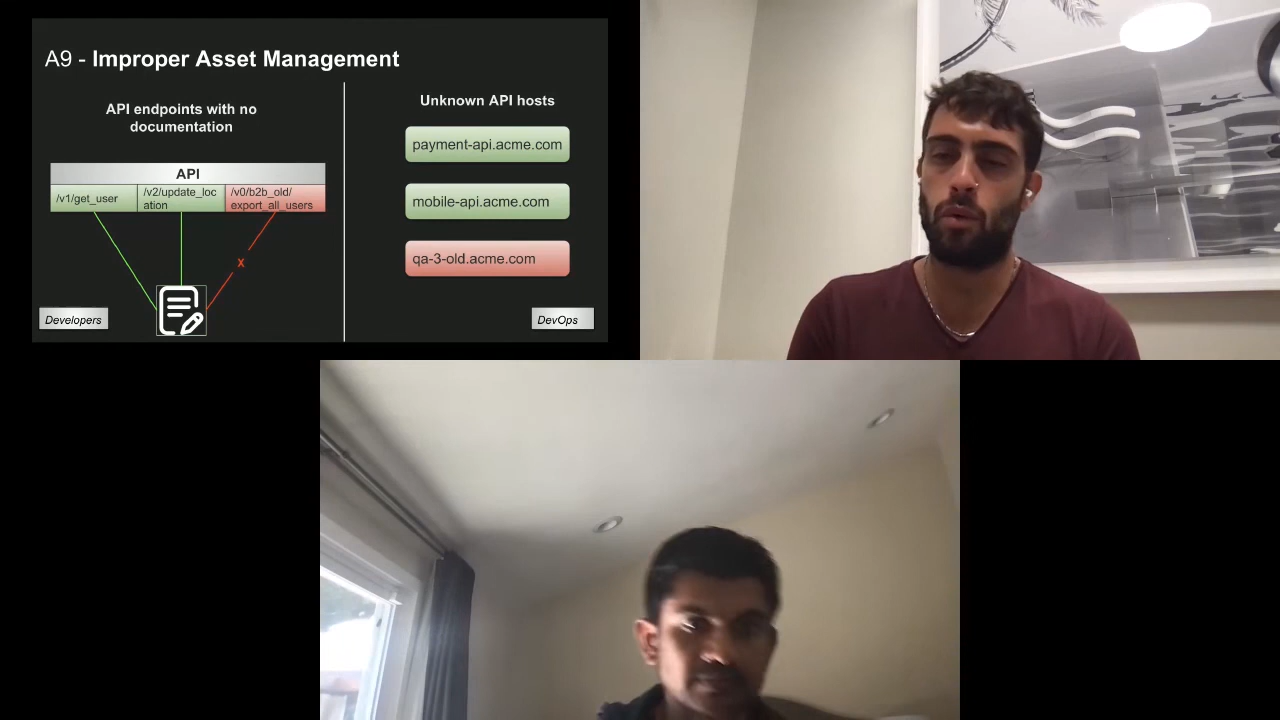 A9 - Improper Asset Management
API endpoints with no
documentation
API
/v1/get_user
/v2/update_loc
ation
/v0/b2b_old/
export_all_users
x
Developers
Unknown API hosts
payment-api.acme.com
mobile-api.acme.com
qa-3-old.acme.com
DevOps